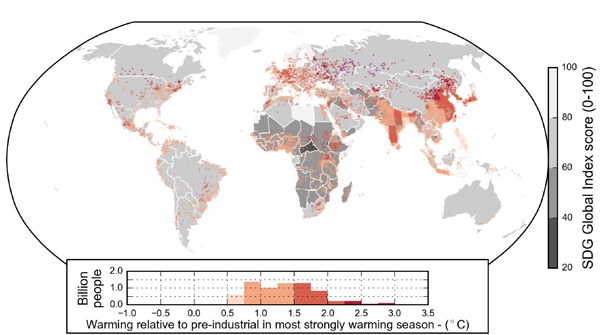 100
80
60
40
20
SDG Global Index score (0-100)
Billion
people
2.0
1.0
0.0
−1.0 −0.5 0.0 0.5 1.0 1.5 2.0 2.5 3.0 3.5
Warming relative to pre-industrial in most strongly warming season - (°C)